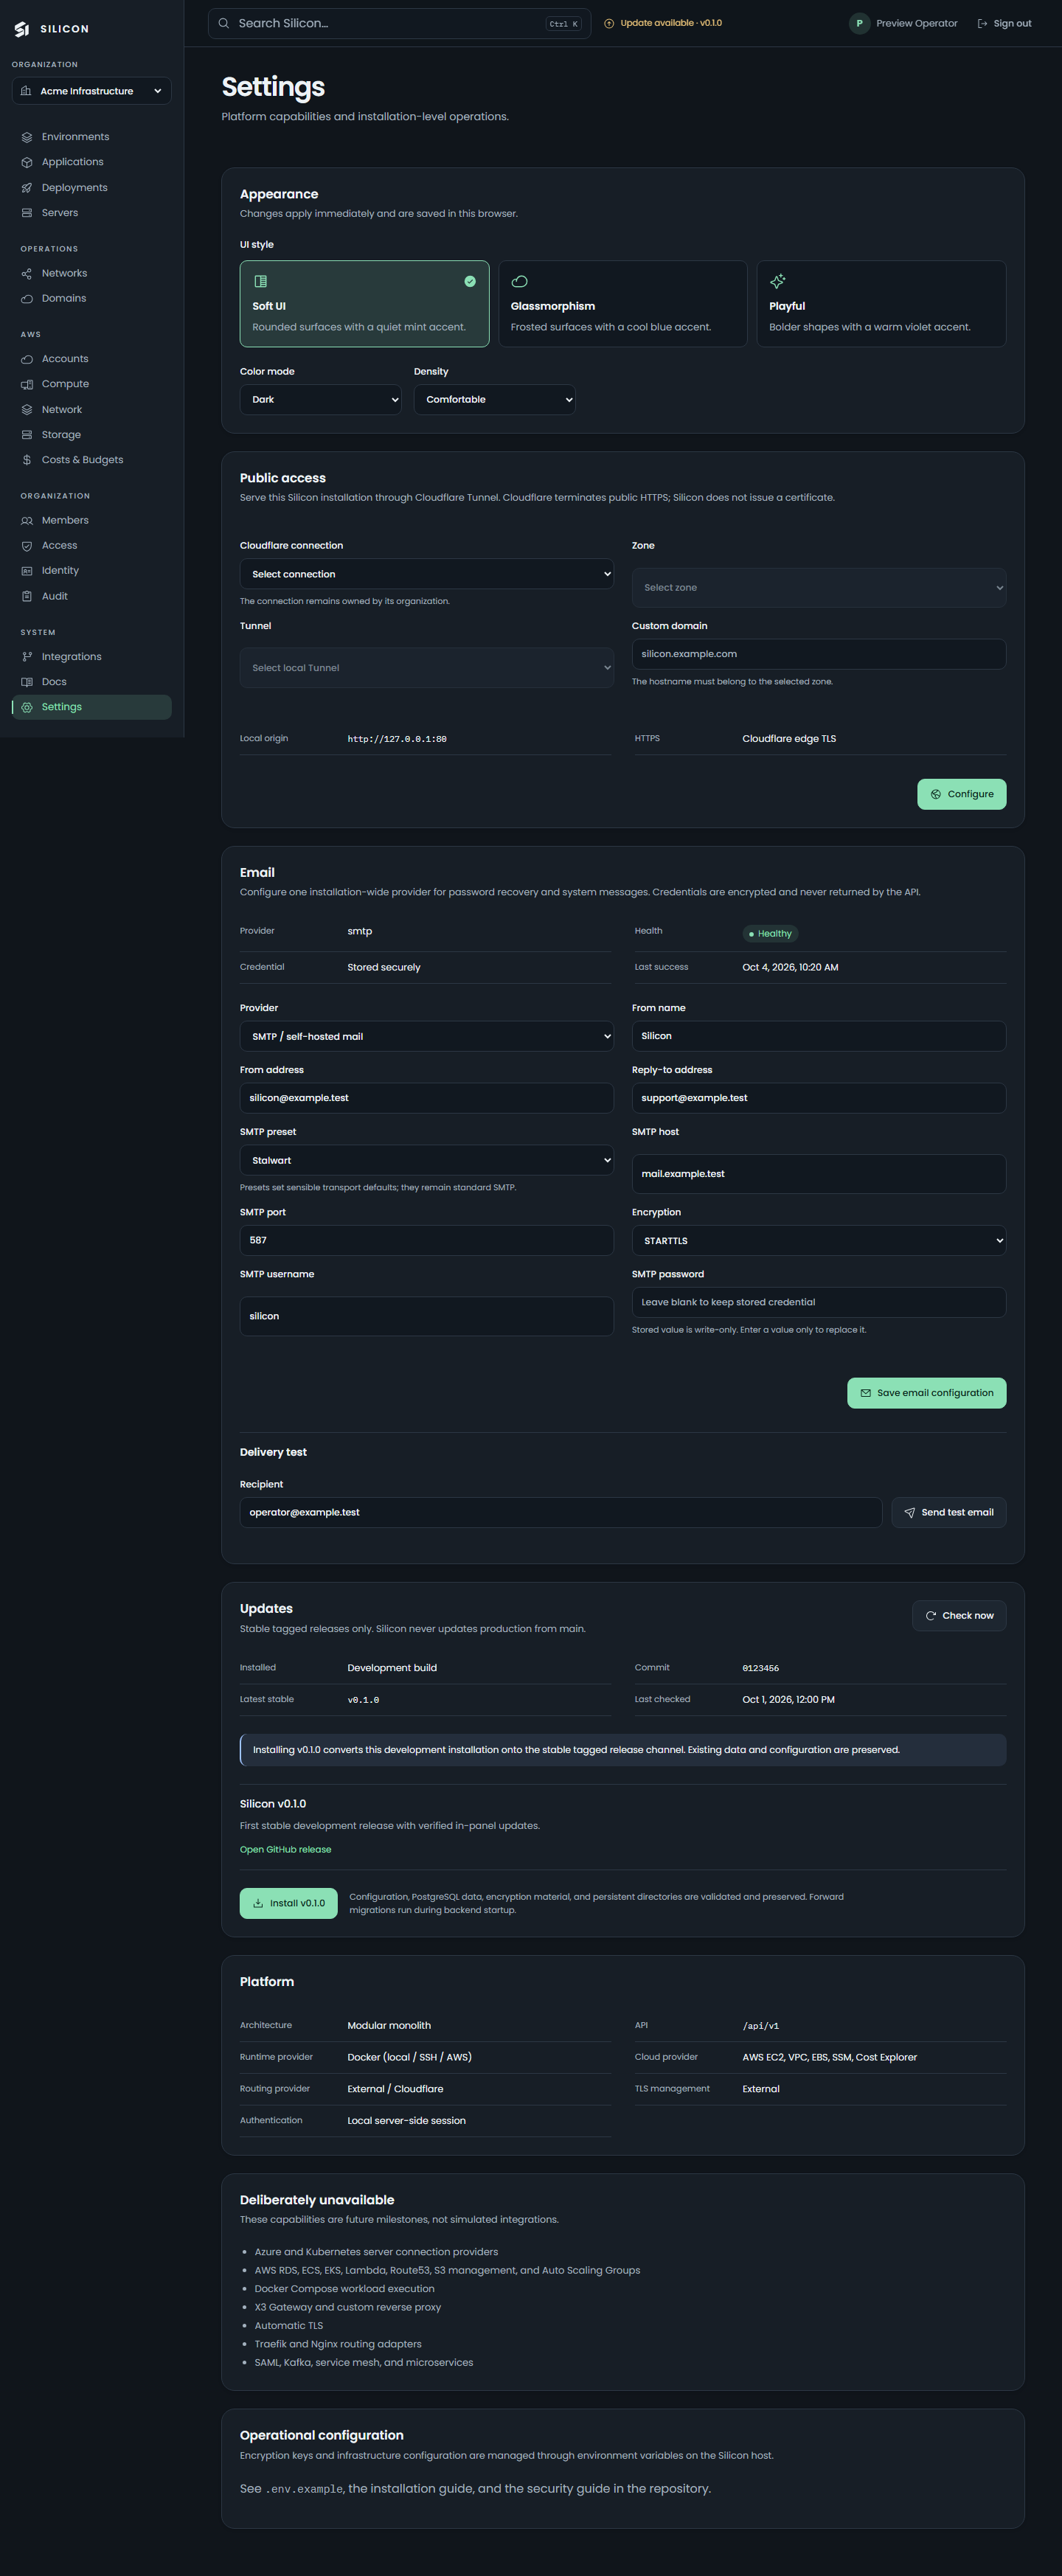 SILICON
ORGANIZATION
Acme Infrastructure
Environments
Applications
Deployments
Servers
OPERATIONS
Networks
Domains
AWS
Accounts
Compute
Network
Storage
Costs & Budgets
ORGANIZATION
Members
Access
Identity
Audit
SYSTEM
Integrations
Docs
Settings
Search Silicon...
Ctrl K
Update available · v0.1.0
P
Preview Operator
Sign out
Settings
Platform capabilities and installation-level operations.
Appearance
Changes apply immediately and are saved in this browser.
UI style
Soft UI
Rounded surfaces with a quiet mint accent.
Glassmorphism
Frosted surfaces with a cool blue accent.
Playful
Bolder shapes with a warm violet accent.
Color mode
Dark
Density
Comfortable
Public access
Serve this Silicon installation through Cloudflare Tunnel. Cloudflare terminates public HTTPS; Silicon does not issue a certificate.
Cloudflare connection
Select connection
The connection remains owned by its organization.
Zone
Select zone
Tunnel
Select local Tunnel
Custom domain
silicon.example.com
The hostname must belong to the selected zone.
Local origin
http://127.0.0.1:80
HTTPS
Cloudflare edge TLS
Configure
Email
Configure one installation-wide provider for password recovery and system messages. Credentials are encrypted and never returned by the API.
Provider
smtp
Health
Healthy
Credential
Stored securely
Last success
Oct 4, 2026, 10:20 AM
Provider
SMTP / self-hosted mail
From name
Silicon
From address
silicon@example.test
Reply-to address
support@example.test
SMTP preset
Stalwart
Presets set sensible transport defaults; they remain standard SMTP.
SMTP host
mail.example.test
SMTP port
587
Encryption
STARTTLS
SMTP username
silicon
SMTP password
Leave blank to keep stored credential
Stored value is write-only. Enter a value only to replace it.
Save email configuration
Delivery test
Recipient
operator@example.test
Send test email
Updates
Stable tagged releases only. Silicon never updates production from main.
Check now
Installed
Development build
Commit
0123456
Latest stable
v0.1.0
Last checked
Oct 1, 2026, 12:00 PM
Installing v0.1.0 converts this development installation onto the stable tagged release channel. Existing data and configuration are preserved.
Silicon v0.1.0
First stable development release with verified in-panel updates.
Open GitHub release
Install v0.1.0
Configuration, PostgreSQL data, encryption material, and persistent directories are validated and preserved. Forward
migrations run during backend startup.
Platform
Architecture
Modular monolith
API
/api/v1
Runtime provider
Docker (local / SSH / AWS)
Cloud provider
AWS EC2, VPC, EBS, SSM, Cost Explorer
Routing provider
External / Cloudflare
TLS management
External
Authentication
Local server-side session
Deliberately unavailable
These capabilities are future milestones, not simulated integrations.
• Azure and Kubernetes server connection providers
• AWS RDS, ECS, EKS, Lambda, Route53, S3 management, and Auto Scaling Groups
• Docker Compose workload execution
• X3 Gateway and custom reverse proxy
• Automatic TLS
• Traefik and Nginx routing adapters
• SAML, Kafka, service mesh, and microservices
Operational configuration
Encryption keys and infrastructure configuration are managed through environment variables on the Silicon host.
See .env.example, the installation guide, and the security guide in the repository.